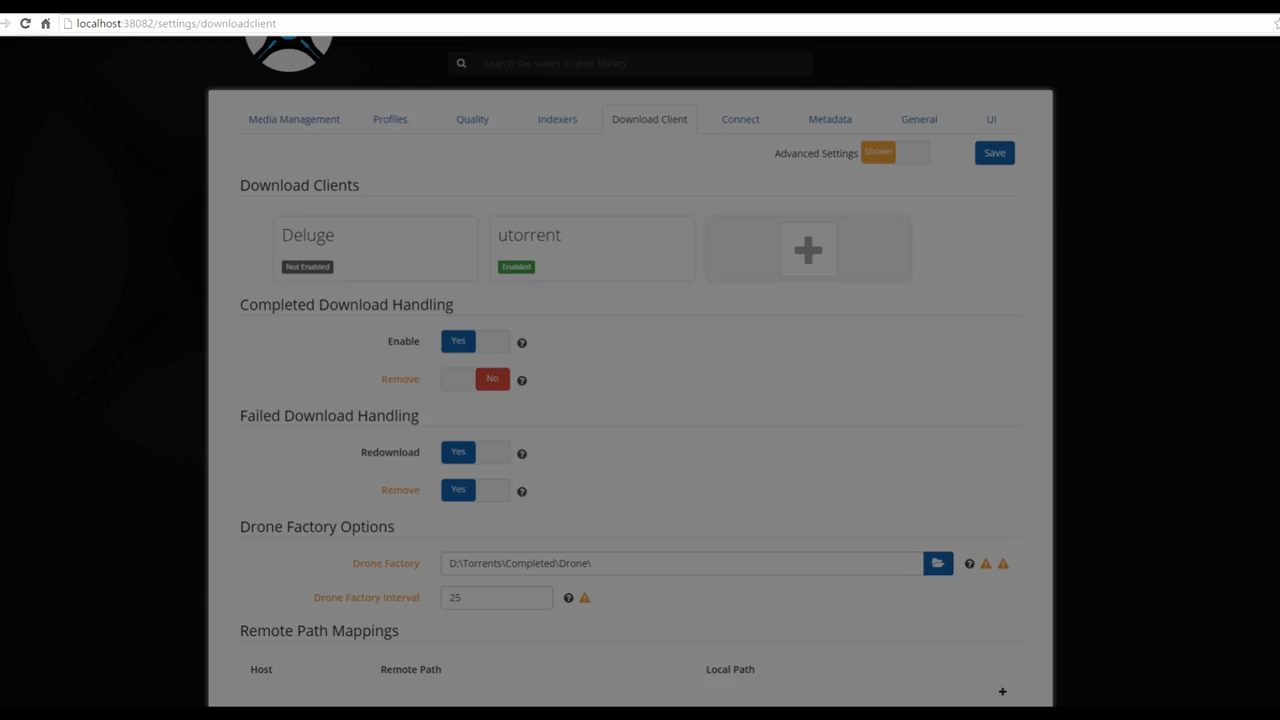 localhost:38082/settings/downloadclient
Search the series in your library
Media Management Profiles Quality Indexers Download Client Connect Metadata General UI
Advanced Settings Shown Save
Download Clients
Deluge utorrent
Not Enabled Enabled
Completed Download Handling
Enable Yes
Remove No
Failed Download Handling
Redownload Yes
Remove Yes
Drone Factory Options
Drone Factory D:\Torrents\Completed\Drone\
Drone Factory Interval 25
Remote Path Mappings
Host Remote Path Local Path